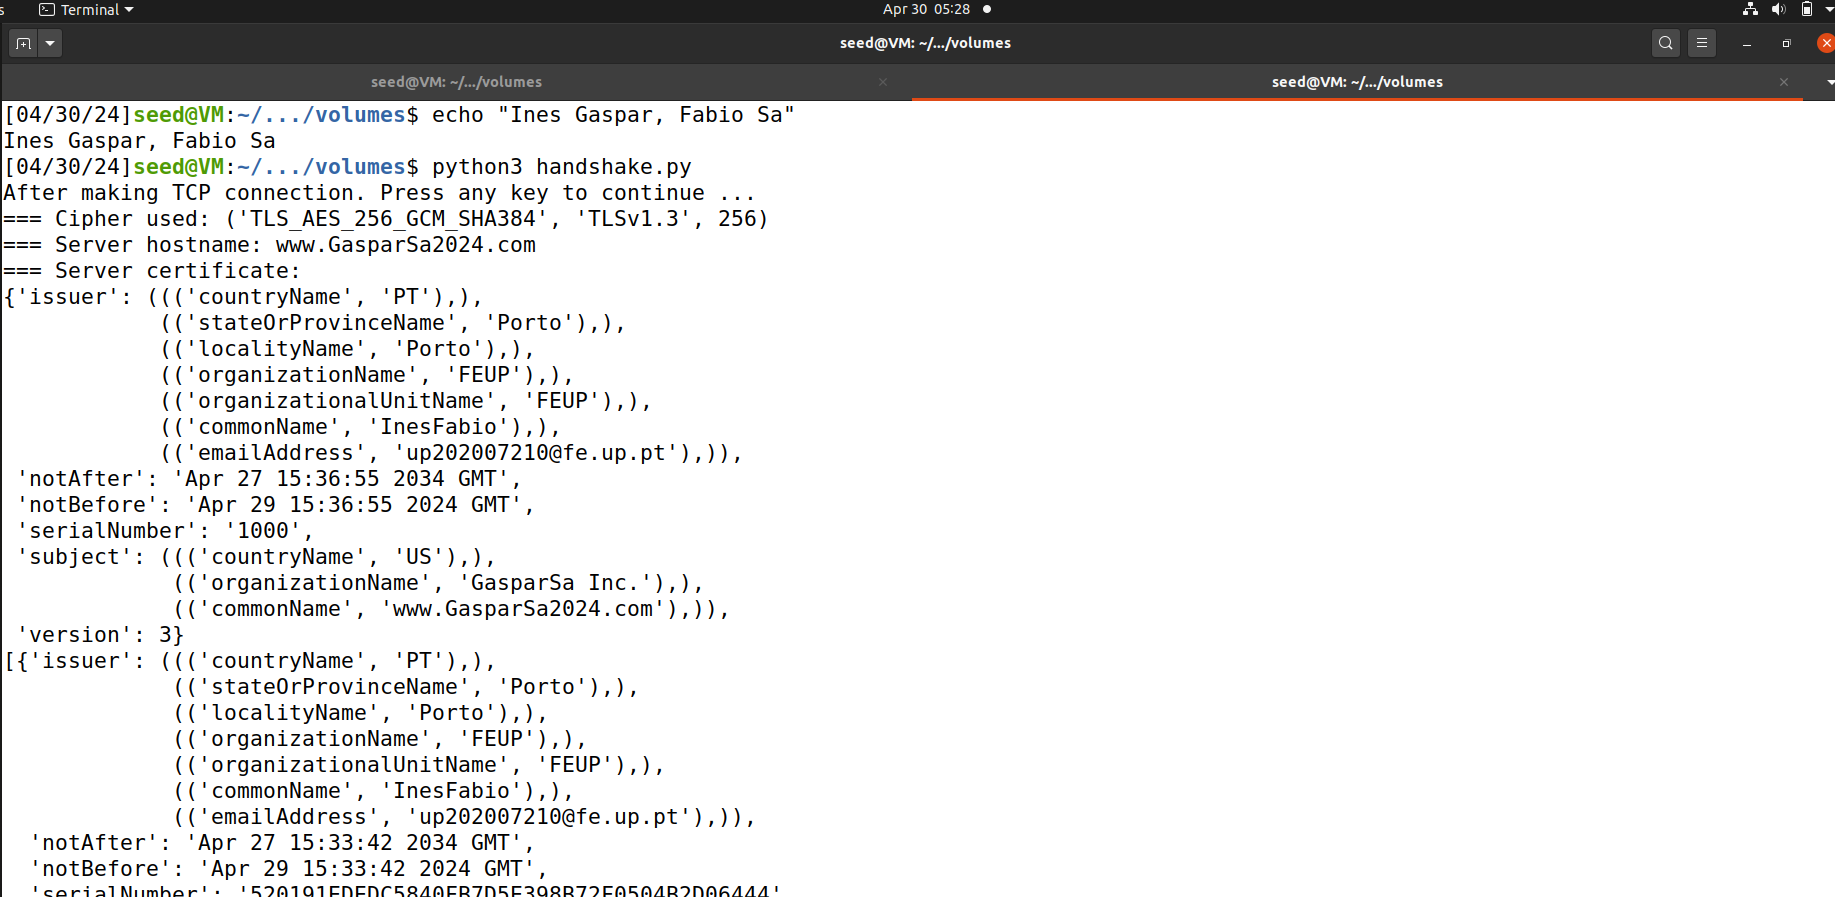 s Terminal Apr 30 05:28
seed@VM: ~/.../volumes
seed@VM: ~/.../volumes × seed@VM: ~/.../volumes ×
[04/30/24]seed@VM:~/.../volumes$ echo "Ines Gaspar, Fabio Sa"
Ines Gaspar, Fabio Sa
[04/30/24]seed@VM:~/.../volumes$ python3 handshake.py
After making TCP connection. Press any key to continue ...
=== Cipher used: ('TLS_AES_256_GCM_SHA384', 'TLSv1.3', 256)
=== Server hostname: www.GasparSa2024.com
=== Server certificate:
{'issuer': ((('countryName', 'PT'),),
(('stateOrProvinceName', 'Porto'),),
(('localityName', 'Porto'),),
(('organizationName', 'FEUP'),),
(('organizationalUnitName', 'FEUP'),),
(('commonName', 'InesFabio'),),
(('emailAddress', 'up202007210@fe.up.pt'),)),
'notAfter': 'Apr 27 15:36:55 2034 GMT',
'notBefore': 'Apr 29 15:36:55 2024 GMT',
'serialNumber': '1000',
'subject': ((('countryName', 'US'),),
(('organizationName', 'GasparSa Inc.'),),
(('commonName', 'www.GasparSa2024.com'),)),
'version': 3}
[{'issuer': ((('countryName', 'PT'),),
(('stateOrProvinceName', 'Porto'),),
(('localityName', 'Porto'),),
(('organizationName', 'FEUP'),),
(('organizationalUnitName', 'FEUP'),),
(('commonName', 'InesFabio'),),
(('emailAddress', 'up202007210@fe.up.pt'),)),
'notAfter': 'Apr 27 15:33:42 2034 GMT',
'notBefore': 'Apr 29 15:33:42 2024 GMT',
'serialNumber':